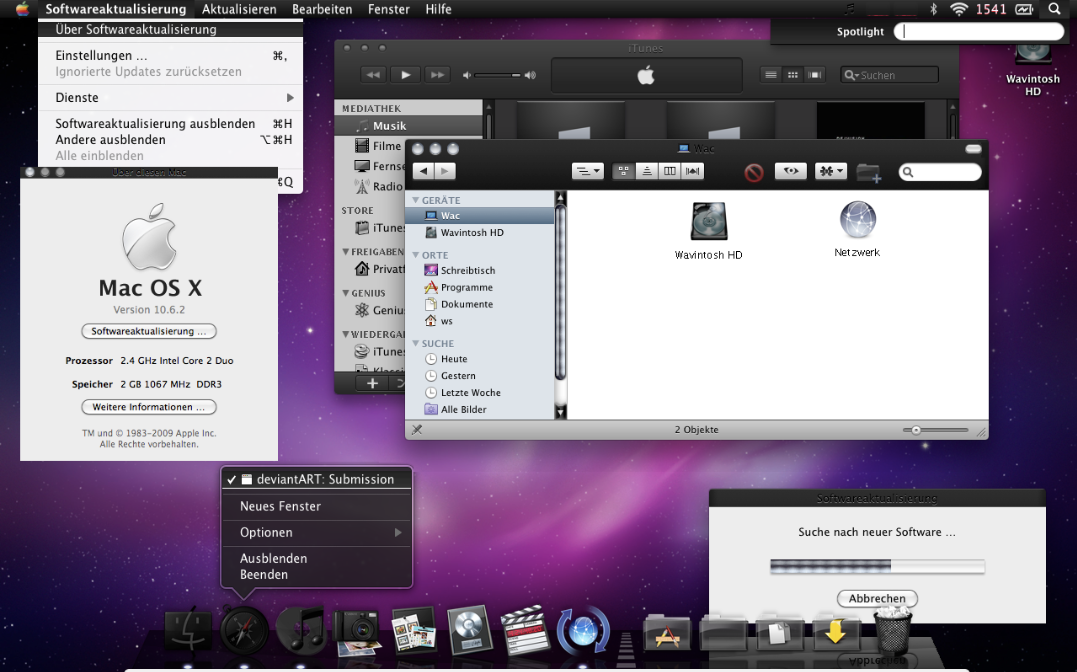 Softwareaktualisierung Aktualisieren Bearbeiten Fenster Hilfe 1541
Über Softwareaktualisierung
Einstellungen ... ⌘,
Ignorierte Updates zurücksetzen
Dienste
Softwareaktualisierung ausblenden ⌘H
Andere ausblenden ⌥⌘H
Alle einblenden
⌘Q
Spotlight
Wavintosh
HD
iTunes
Suchen
MEDIATHEK
Musik
Filme
Fernse
Radio
STORE
iTunes
FREIGABEN
Privatf
GENIUS
Genius
WIEDERGAB
iTunes
Über diesen Mac
Mac OS X
Version 10.6.2
Softwareaktualisierung ...
Prozessor 2.4 GHz Intel Core 2 Duo
Speicher 2 GB 1067 MHz DDR3
Weitere Informationen ...
TM und © 1983–2009 Apple Inc.
Alle Rechte vorbehalten.
Wac
GERÄTE
Wac
Wavintosh HD
ORTE
Schreibtisch
Programme
Dokumente
ws
SUCHE
Heute
Gestern
Letzte Woche
Alle Bilder
Wavintosh HD
Netzwerk
2 Objekte
✓ deviantART: Submission
Neues Fenster
Optionen
Ausblenden
Beenden
Softwareaktualisierung
Suche nach neuer Software ...
Abbrechen